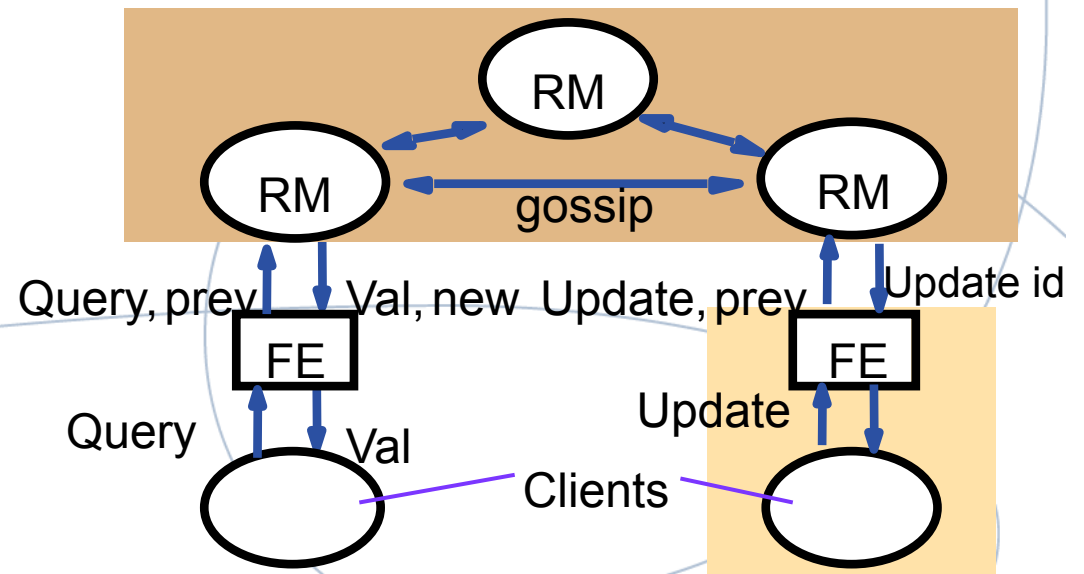 RM
RM
RM
gossip
Query, prev
Val, new
Update, prev
Update id
FE
FE
Query
Val
Update
Clients